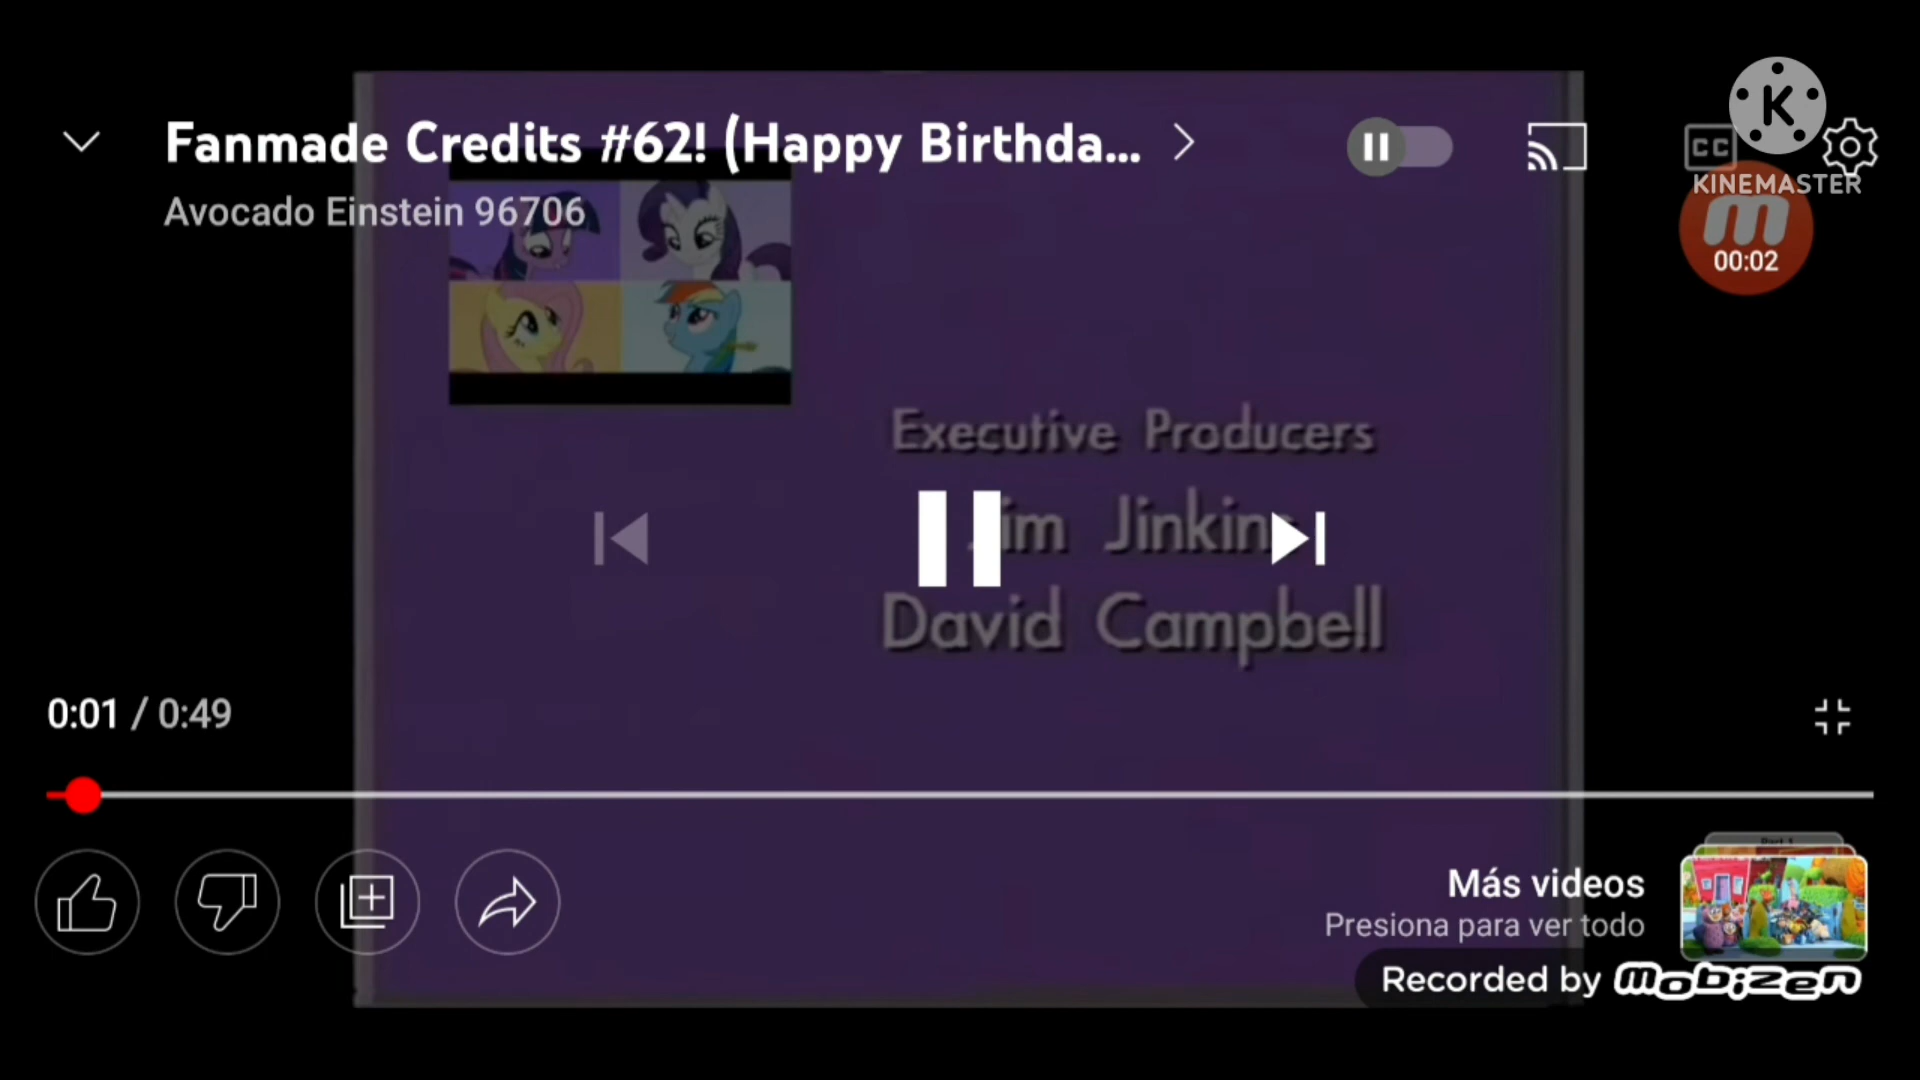 Fanmade Credits #62! (Happy Birthda...
Avocado Einstein 96706
CC
KINEMASTER
00:02
Executive Producers
David Campbell
0:01 / 0:49
Más videos
Presiona para ver todo
Recorded by mobizen